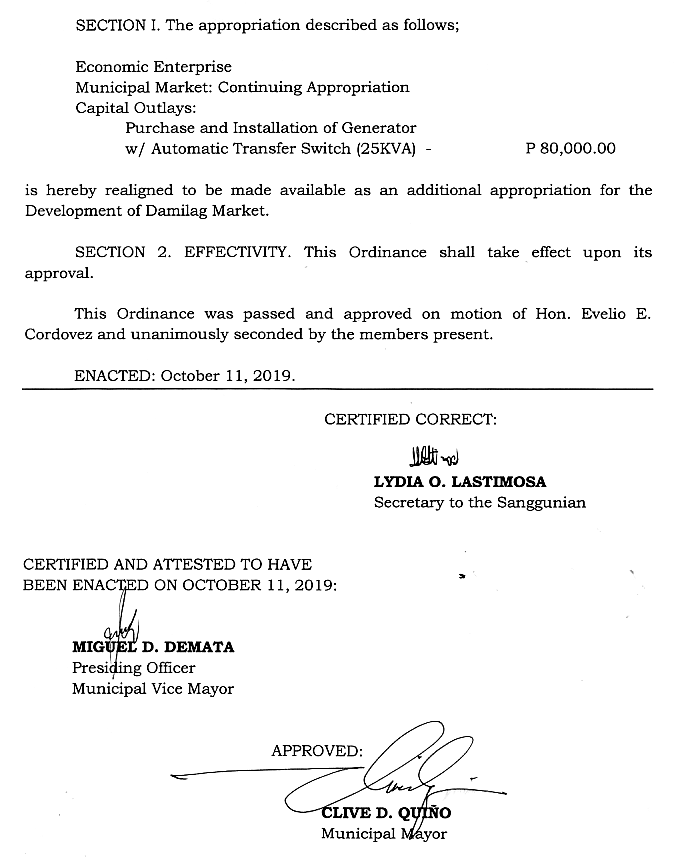 SECTION I. The appropriation described as follows;
Economic Enterprise
Municipal Market: Continuing Appropriation
Capital Outlays:
Purchase and Installation of Generator
w/ Automatic Transfer Switch (25KVA) - P 80,000.00
is hereby realigned to be made available as an additional appropriation for the
Development of Damilag Market.
SECTION 2. EFFECTIVITY. This Ordinance shall take effect upon its
approval.
This Ordinance was passed and approved on motion of Hon. Evelio E.
Cordovez and unanimously seconded by the members present.
ENACTED: October 11, 2019.
CERTIFIED CORRECT:
LYDIA O. LASTIMOSA
Secretary to the Sanggunian
CERTIFIED AND ATTESTED TO HAVE
BEEN ENACTED ON OCTOBER 11, 2019:
MIGUEL D. DEMATA
Presiding Officer
Municipal Vice Mayor
APPROVED:
CLIVE D. QUIÑO
Municipal Mayor